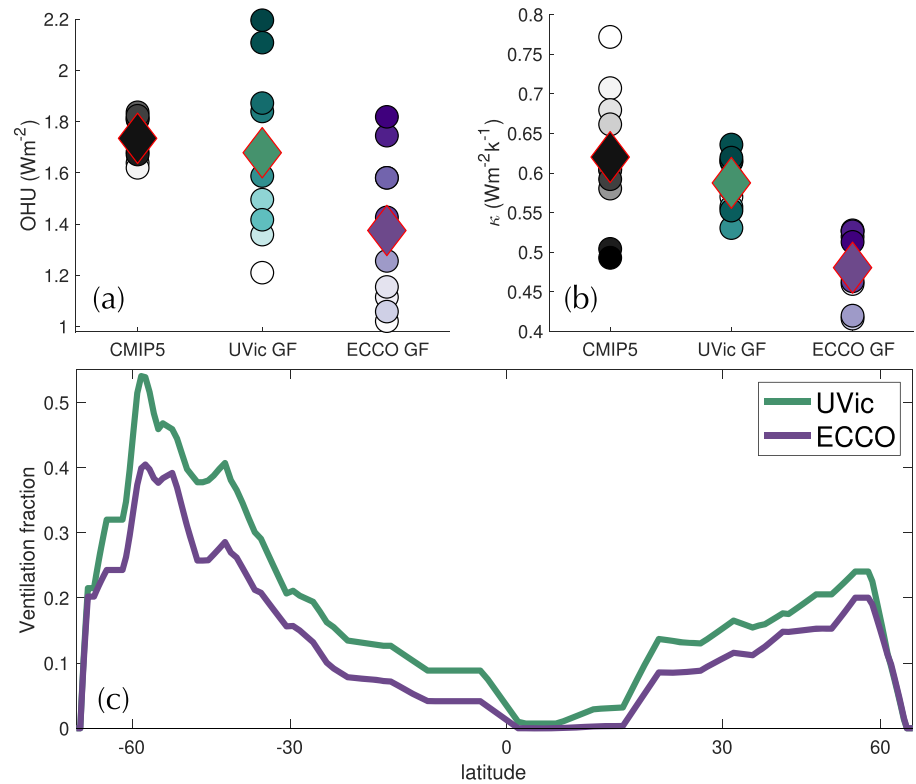 2.2
2
1.8
1.6
1.4
1.2
1
OHU (Wm-2)
(a)
CMIP5 UVic GF ECCO GF
0.8
0.75
0.7
0.65
0.6
0.55
0.5
0.45
0.4
κ (Wm-2k-1)
(b)
CMIP5 UVic GF ECCO GF
0.5
0.4
0.3
0.2
0.1
0
Ventilation fraction
UVic
ECCO
(c)
-60 -30 0 30 60
latitude